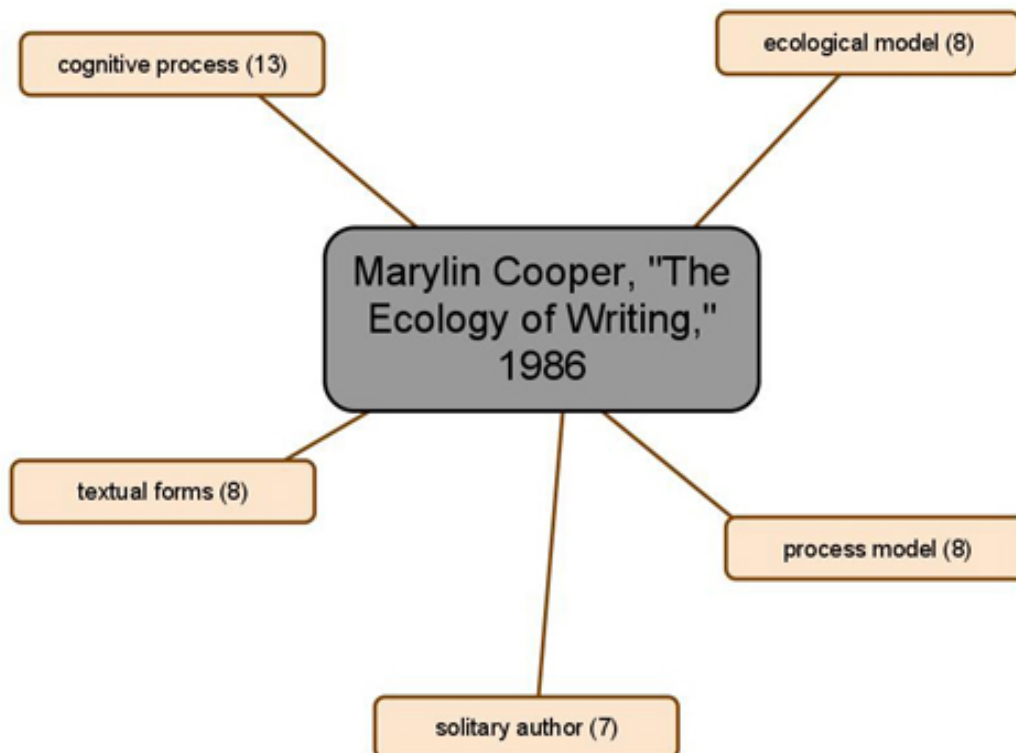 cognitive process (13)
ecological model (8)
Marylin Cooper, "The
Ecology of Writing,"
1986
textual forms (8)
process model (8)
solitary author (7)